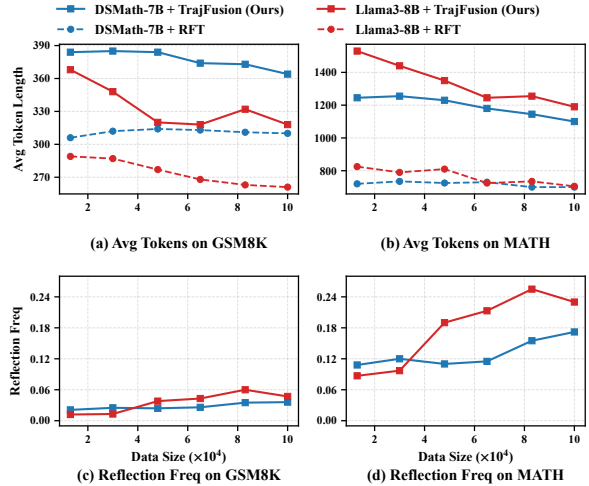 DSMath-7B + TrajFusion (Ours)
Llama3-8B + TrajFusion (Ours)
DSMath-7B + RFT
Llama3-8B + RFT
Avg Token Length
390
360
330
300
270
2 4 6 8 10
(a) Avg Tokens on GSM8K
1400
1200
1000
800
2 4 6 8 10
(b) Avg Tokens on MATH
Reflection Freq
0.24
0.18
0.12
0.06
0.00
2 4 6 8 10
Data Size (×10⁴)
(c) Reflection Freq on GSM8K
0.24
0.18
0.12
0.06
0.00
2 4 6 8 10
Data Size (×10⁴)
(d) Reflection Freq on MATH